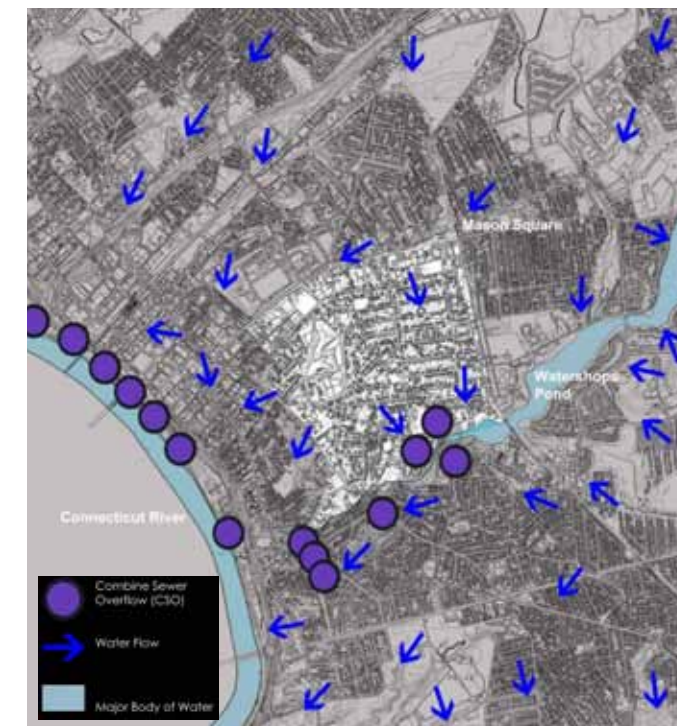 Mason Square
Watershops
Pond
Connecticut River
Combine Sewer
Overflow (CSO)
Water Flow
Major Body of Water